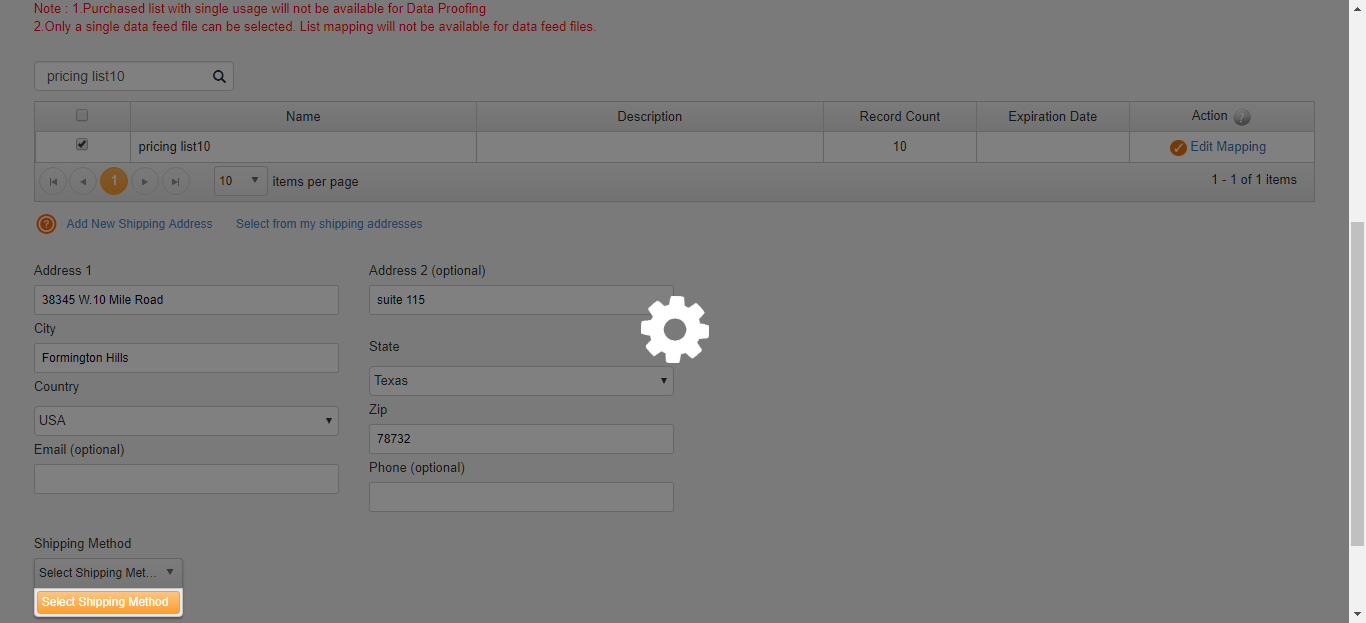 Note : 1.Purchased list with single usage will not be available for Data Proofing
2.Only a single data feed file can be selected. List mapping will not be available for data feed files.
pricing list10
Name Description Record Count Expiration Date Action ?
pricing list10 10 Edit Mapping
1 10 items per page 1 - 1 of 1 items
? Add New Shipping Address Select from my shipping addresses
Address 1 Address 2 (optional)
38345 W.10 Mile Road suite 115
City
State
Formington Hills
Texas
Country
Zip
USA
78732
Email (optional)
Phone (optional)
Shipping Method
Select Shipping Met...
Select Shipping Method